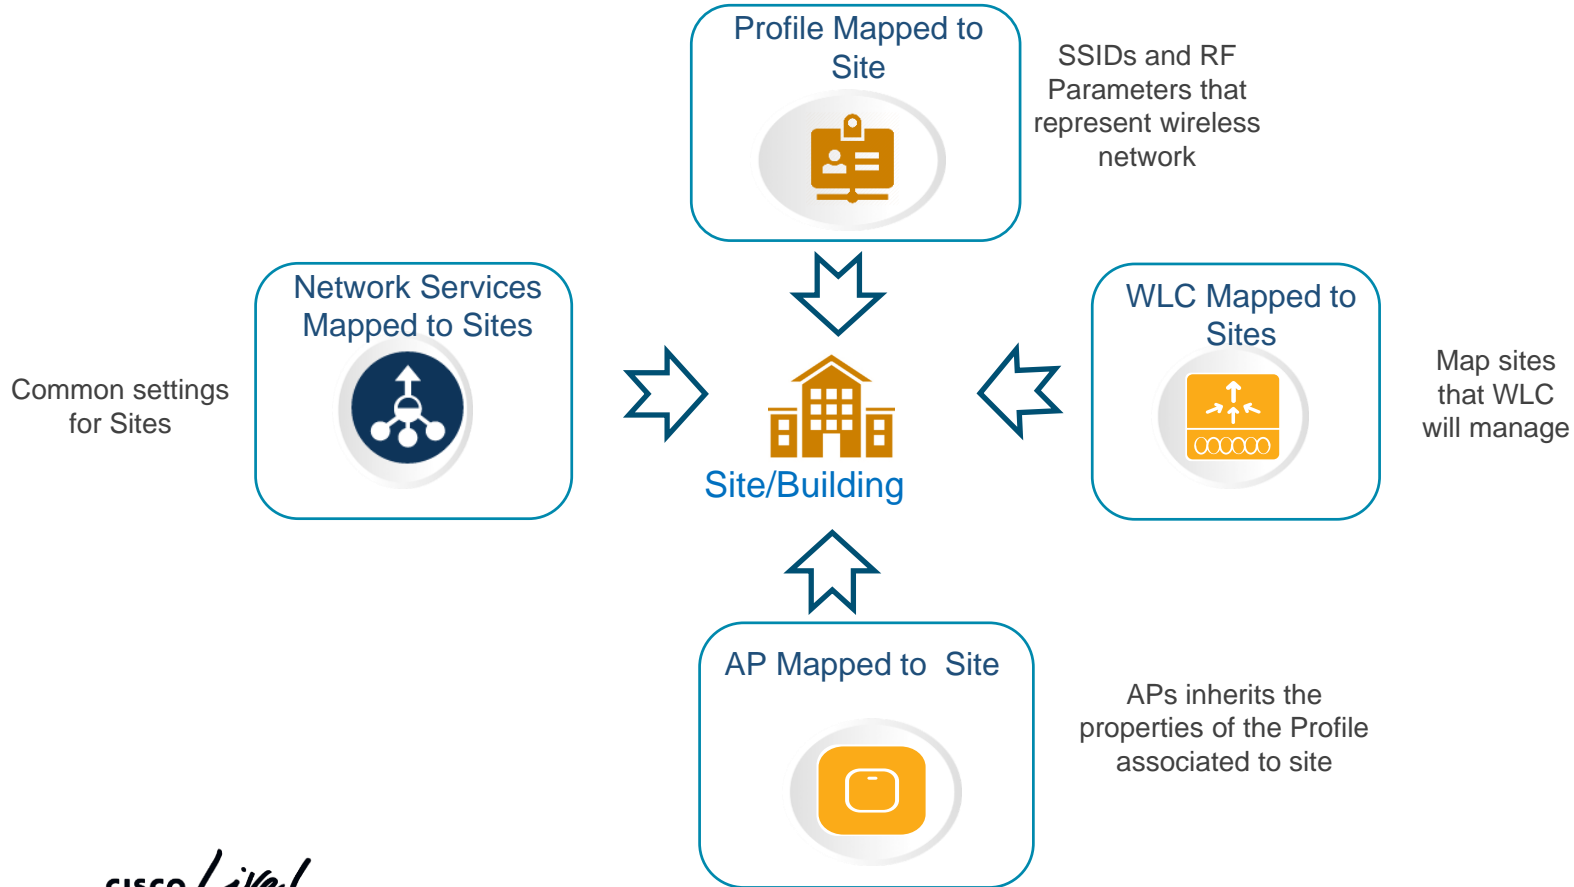 Profile Mapped to
Site
SSIDs and RF
Parameters that
represent wireless
network
Network Services
Mapped to Sites
Common settings
for Sites
WLC Mapped to
Sites
Map sites
that WLC
will manage
Site/Building
AP Mapped to  Site
APs inherits the
properties of the Profile
associated to site
cisco Live!